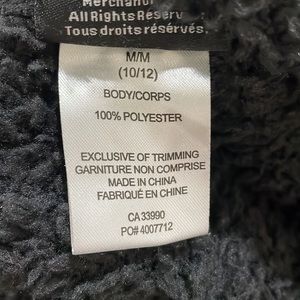 All Rights Reserv
Tous droits réservés.
M/M
(10/12)
BODY/CORPS
100% POLYESTER
EXCLUSIVE OF TRIMMING
GARNITURE NON COMPRISE
MADE IN CHINA
FABRIQUÉ EN CHINE
CA 33990
PO# 4007712